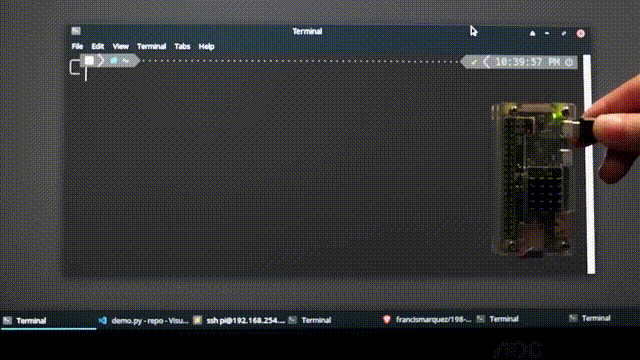 Terminal
File Edit View Terminal Tabs Help
~ 10:39:57 PM
Terminal demo.py - repo - Visu... ssh pi@192.168.254.... Terminal francismarquez/198-... Terminal Terminal
AOC